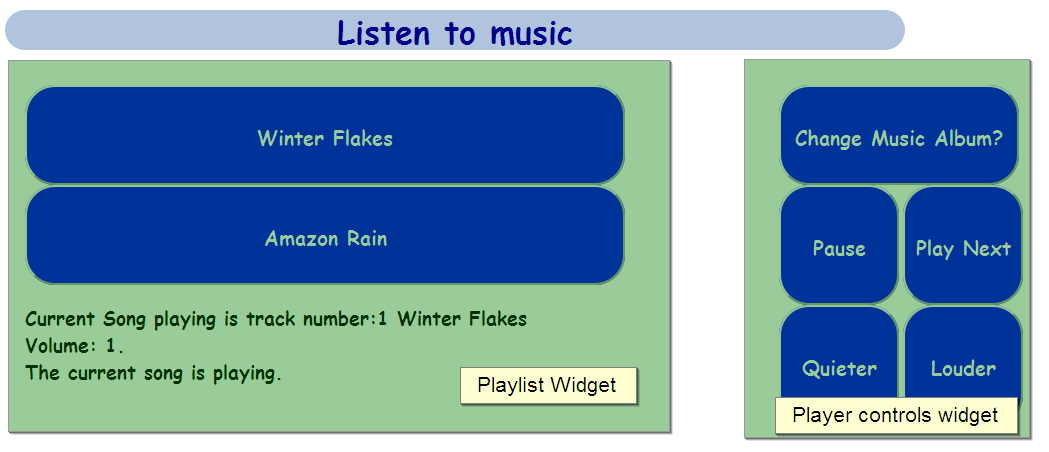 Listen to music
Winter Flakes
Amazon Rain
Current Song playing is track number:1 Winter Flakes
Volume: 1.
The current song is playing.
Playlist Widget
Change Music Album?
Pause
Play Next
Quieter
Louder
Player controls widget